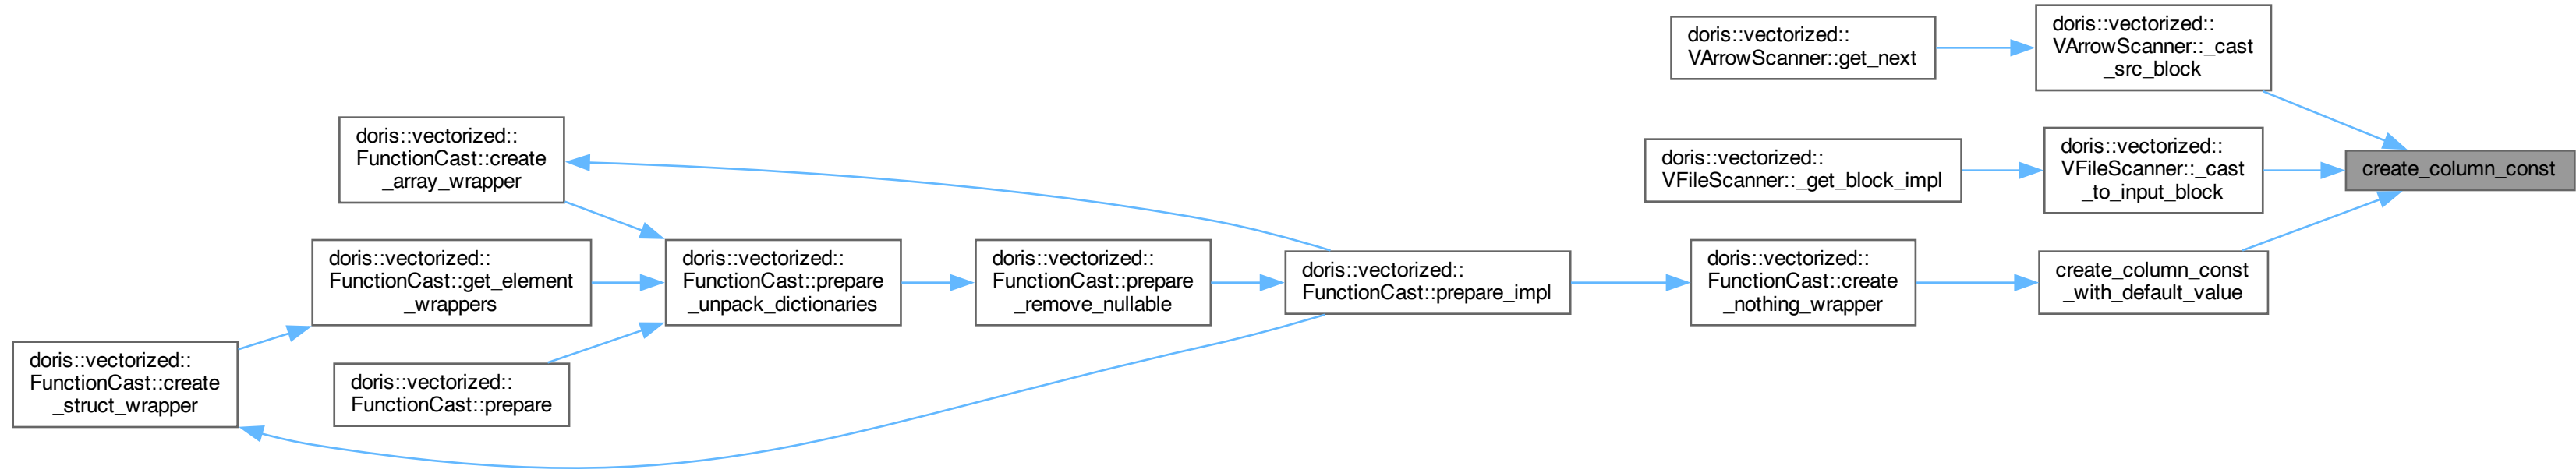 doris::vectorized::
VArrowScanner::_cast
_src_block
doris::vectorized::
VArrowScanner::get_next
doris::vectorized::
FunctionCast::create
_array_wrapper
doris::vectorized::
VFileScanner::_cast
_to_input_block
doris::vectorized::
VFileScanner::_get_block_impl
create_column_const
doris::vectorized::
FunctionCast::get_element
_wrappers
doris::vectorized::
FunctionCast::prepare
_unpack_dictionaries
doris::vectorized::
FunctionCast::prepare
_remove_nullable
doris::vectorized::
FunctionCast::prepare_impl
doris::vectorized::
FunctionCast::create
_nothing_wrapper
create_column_const
_with_default_value
doris::vectorized::
FunctionCast::create
_struct_wrapper
doris::vectorized::
FunctionCast::prepare